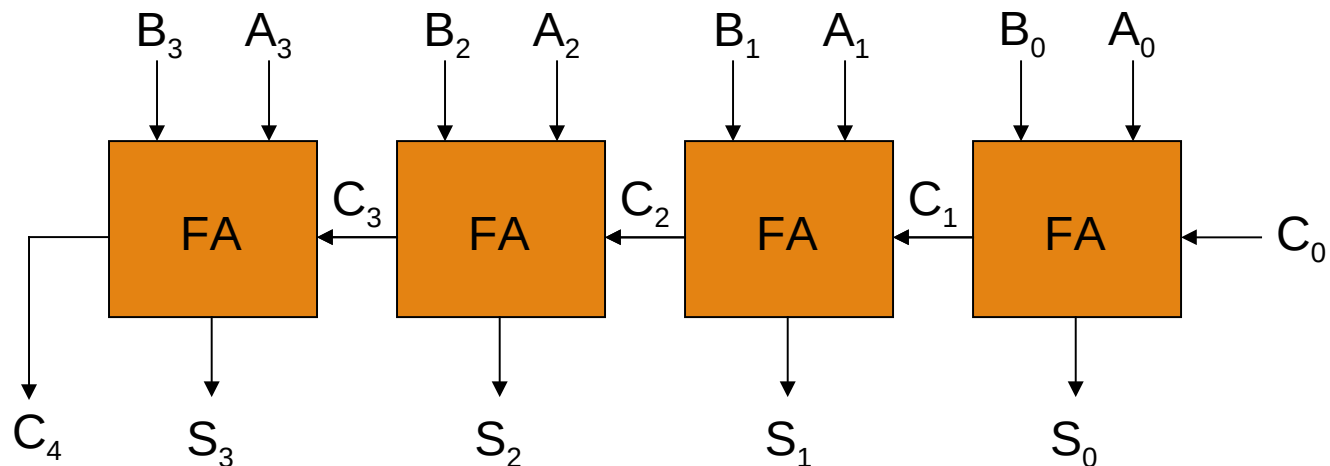 B₃ A₃ B₂ A₂ B₁ A₁ B₀ A₀
C₃ C₂ C₁
FA FA FA FA C₀
C₄ S₃ S₂ S₁ S₀